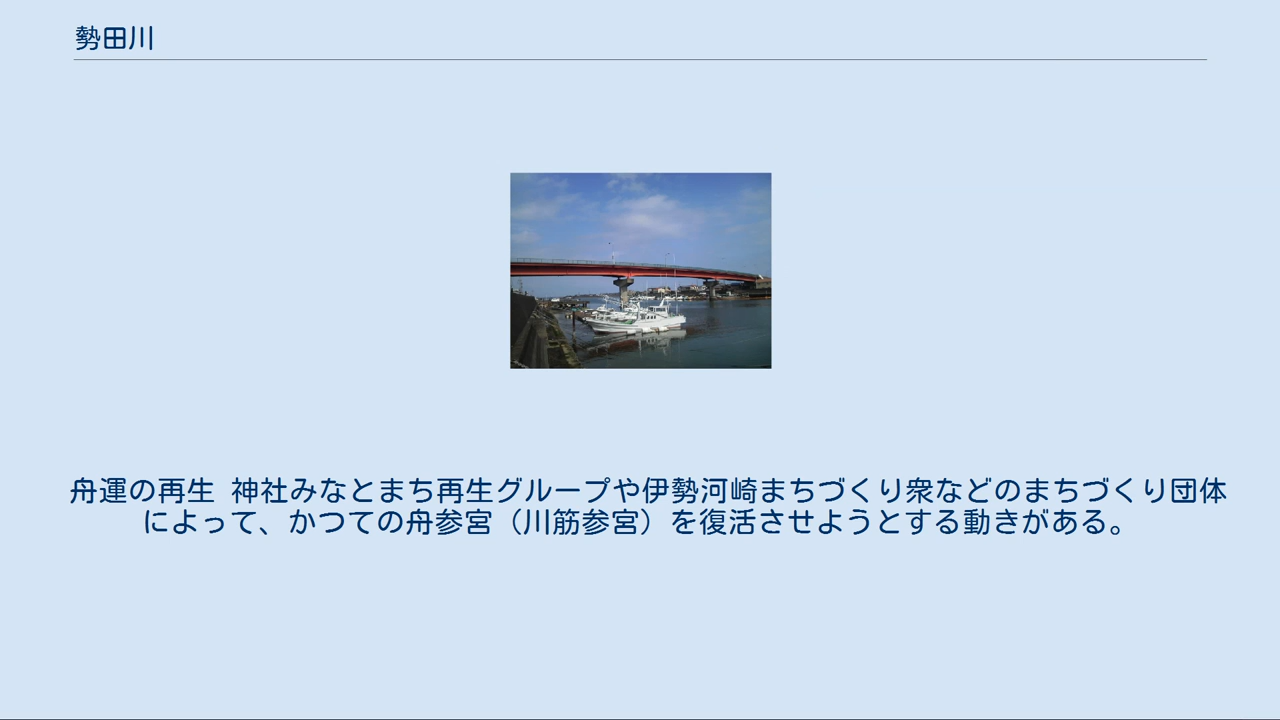 勢田川
舟運の再生 神社みなとまち再生グループや伊勢河崎まちづくり衆などのまちづくり団体
によって、かつての舟参宮（川筋参宮）を復活させようとする動きがある。